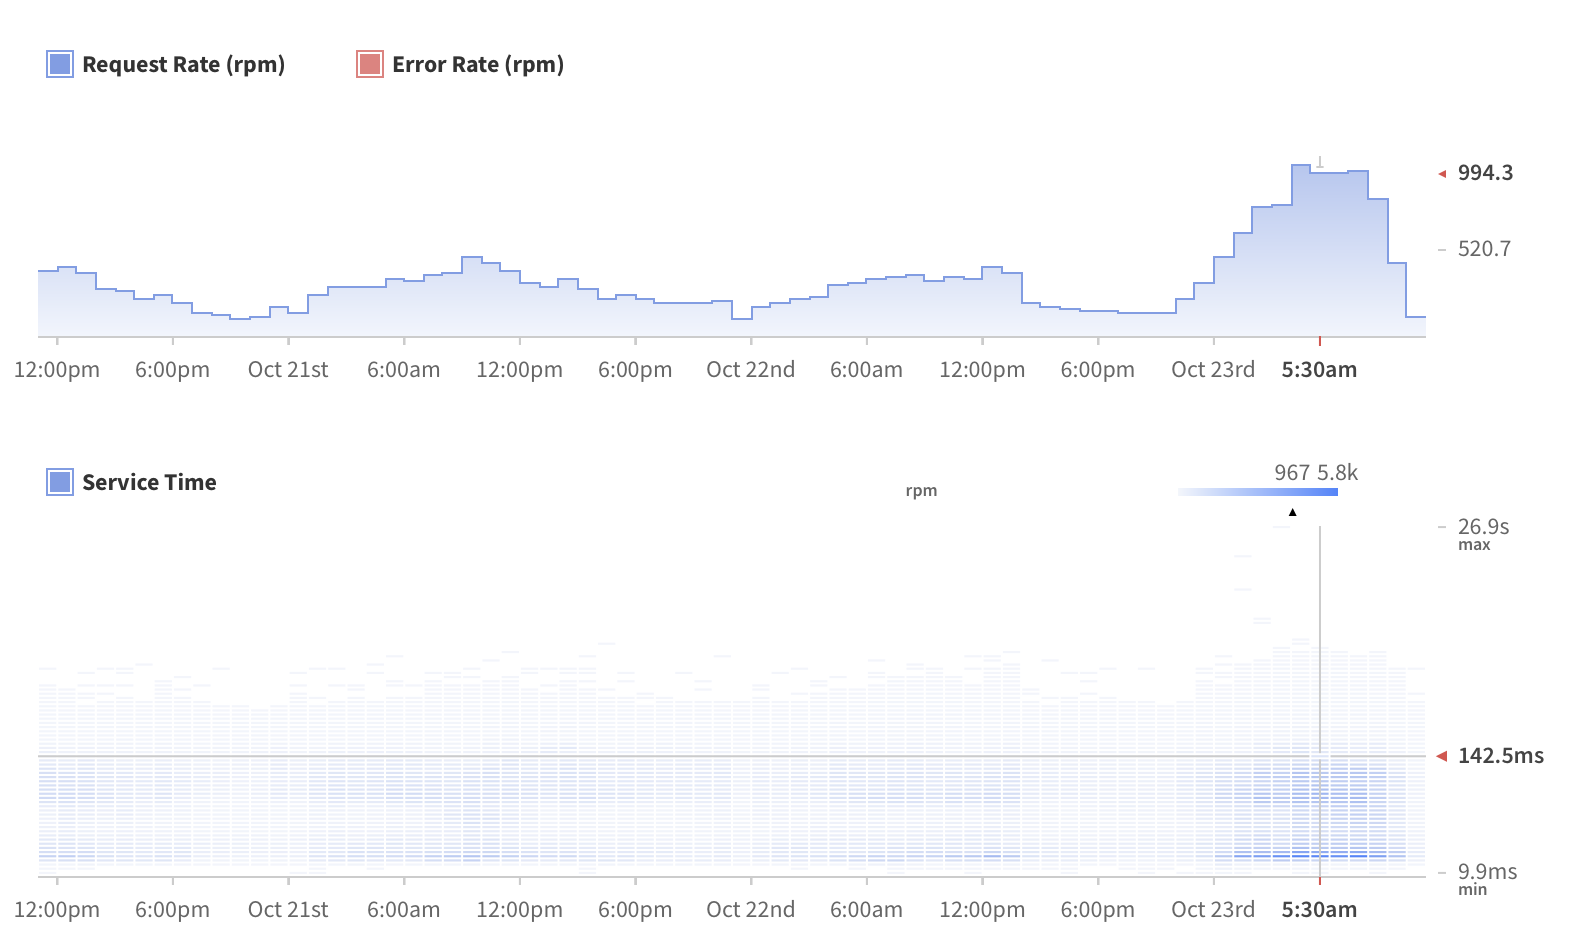 Request Rate (rpm) Error Rate (rpm)
994.3
520.7
12:00pm 6:00pm Oct 21st 6:00am 12:00pm 6:00pm Oct 22nd 6:00am 12:00pm 6:00pm Oct 23rd 5:30am
Service Time
967 5.8k
rpm
26.9s
max
142.5ms
9.9ms
min
12:00pm 6:00pm Oct 21st 6:00am 12:00pm 6:00pm Oct 22nd 6:00am 12:00pm 6:00pm Oct 23rd 5:30am